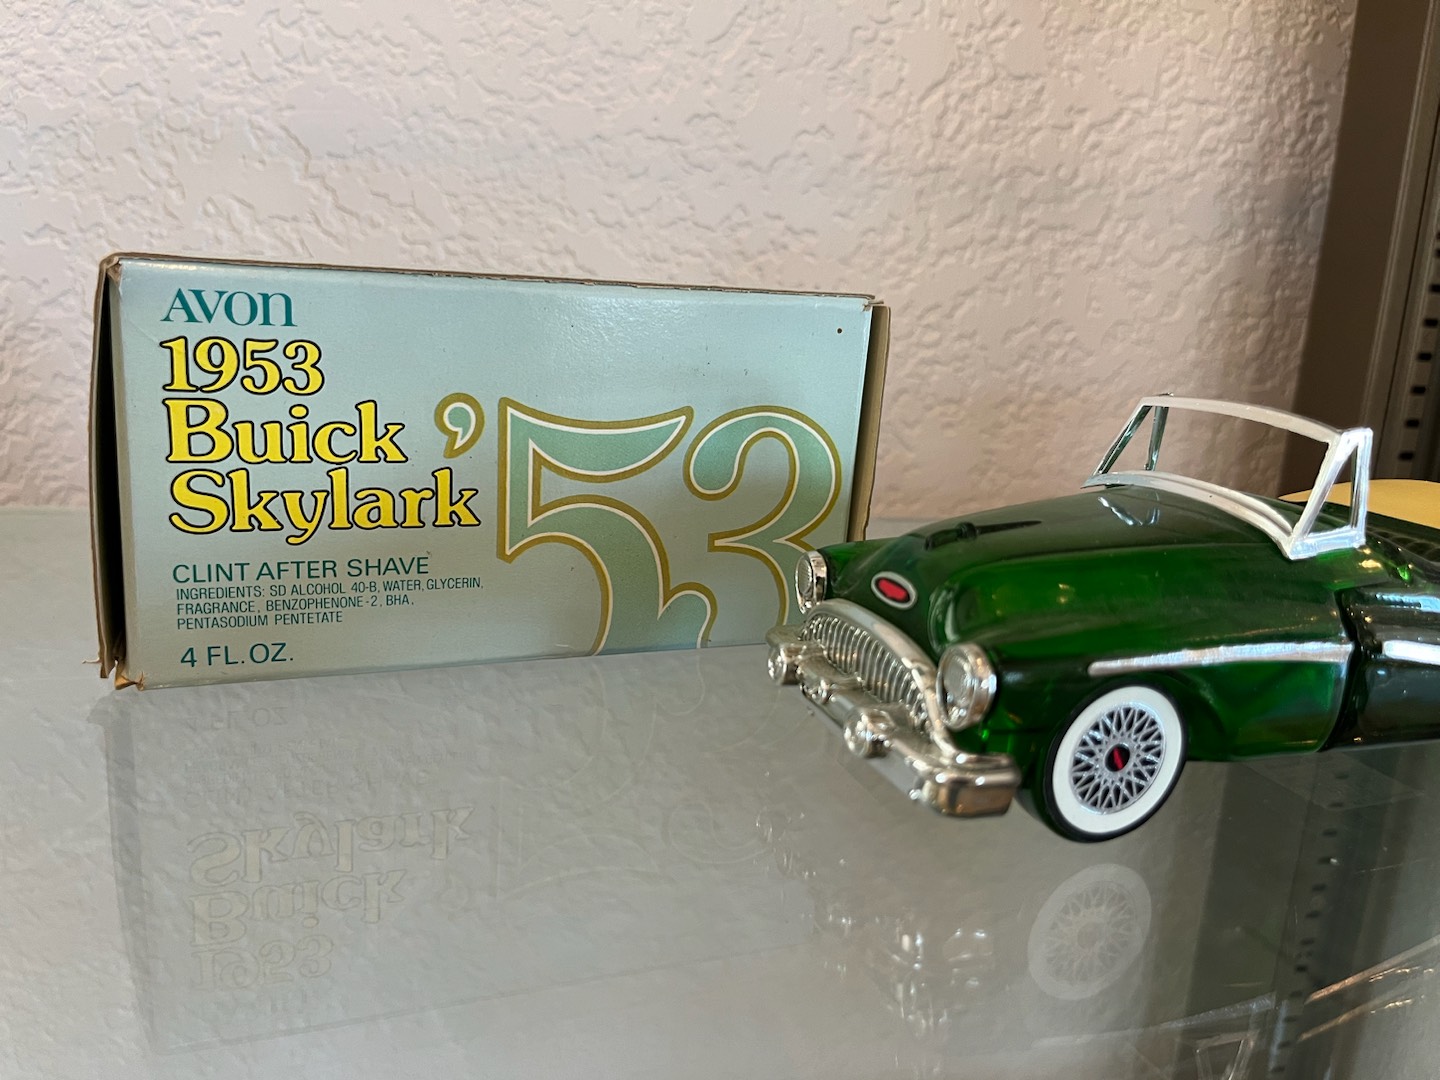 AVON
1953
Buick
Skylark
'53
CLINT AFTER SHAVE
INGREDIENTS: SD ALCOHOL 40-B, WATER, GLYCERIN,
FRAGRANCE, BENZOPHENONE-2, BHA,
PENTASODIUM PENTETATE
4 FL. OZ.